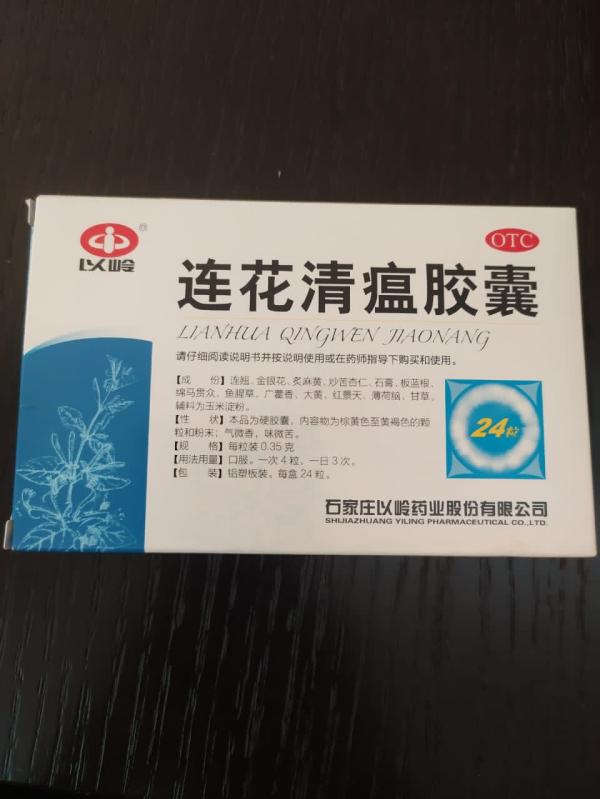 以岭
®
OTC
连花清瘟胶囊
LIANHUA QINGWEN JIAONANG
请仔细阅读说明书并按说明使用或在药师指导下购买和使用。
【成 份】连翘、金银花、炙麻黄、炒苦杏仁、石膏、板蓝根、
绵马贯众、鱼腥草、广藿香、大黄、红景天、薄荷脑、甘草。
辅料为玉米淀粉。
【性 状】本品为硬胶囊，内容物为棕黄色至黄褐色的颗
粒和粉末；气微香，味微苦。
【规 格】每粒装0.35克
【用法用量】口服。一次4粒，一日3次。
【包 装】铝塑板装。每盒24粒。
24粒
石家庄以岭药业股份有限公司
SHIJIAZHUANG YILING PHARMACEUTICAL CO.,LTD.